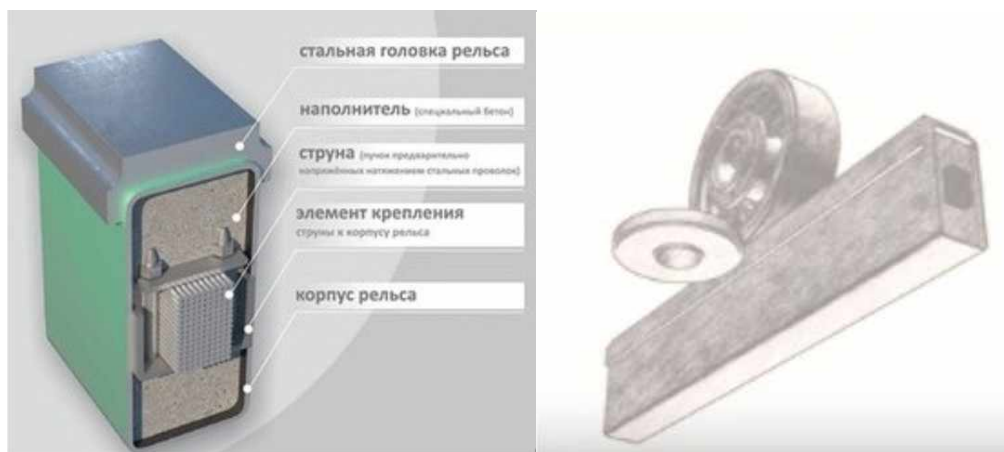 стальная головка рельса
наполнитель (специальный бетон)
струна (пучок предварительно
напряжённых натяжением стальных проволок)
элемент крепления
струны к корпусу рельса
корпус рельса